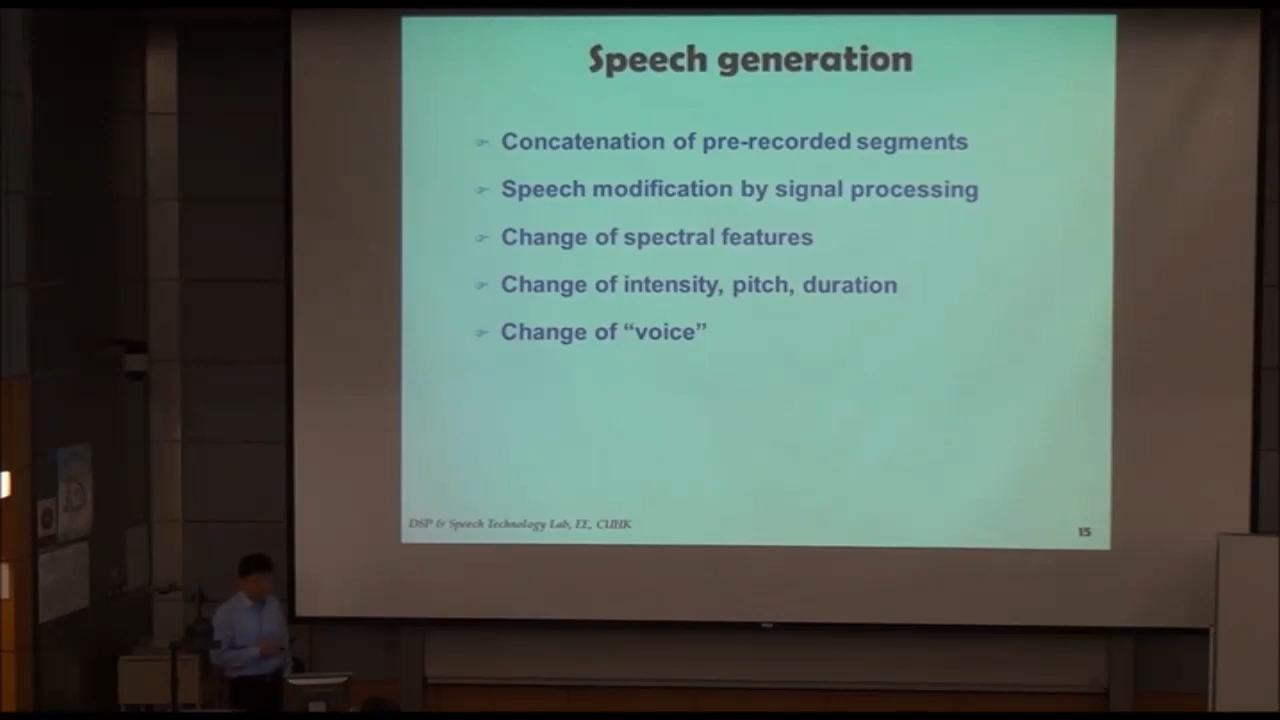 Speech generation
Concatenation of pre-recorded segments
Speech modification by signal processing
Change of spectral features
Change of intensity, pitch, duration
Change of “voice”
DSP & Speech Technology Lab, EE, CUHK
15